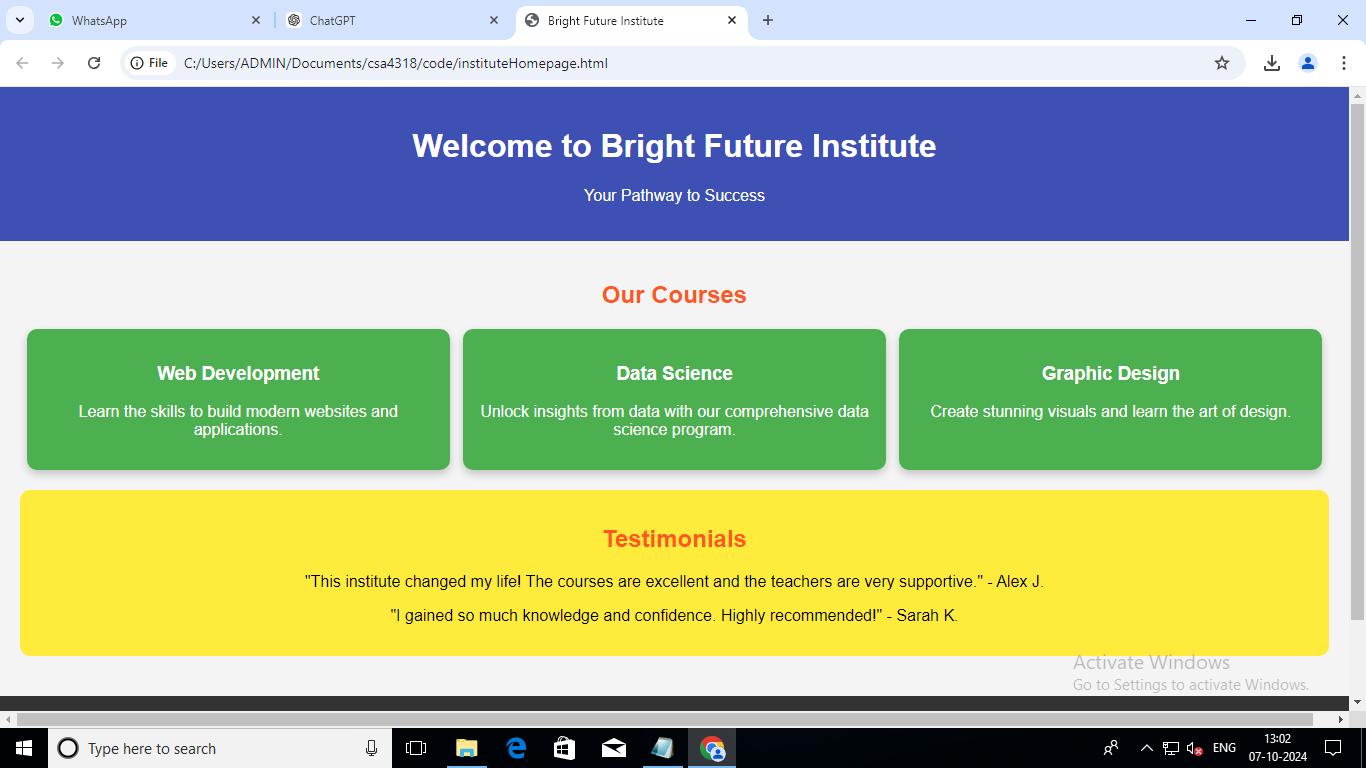 WhatsApp
ChatGPT
Bright Future Institute
File
C:/Users/ADMIN/Documents/csa4318/code/instituteHomepage.html
Welcome to Bright Future Institute
Your Pathway to Success
Our Courses
Web Development
Learn the skills to build modern websites and
applications.
Data Science
Unlock insights from data with our comprehensive data
science program.
Graphic Design
Create stunning visuals and learn the art of design.
Testimonials
"This institute changed my life! The courses are excellent and the teachers are very supportive." - Alex J.
"I gained so much knowledge and confidence. Highly recommended!" - Sarah K.
Activate Windows
Go to Settings to activate Windows.
Type here to search
ENG
13:02
07-10-2024